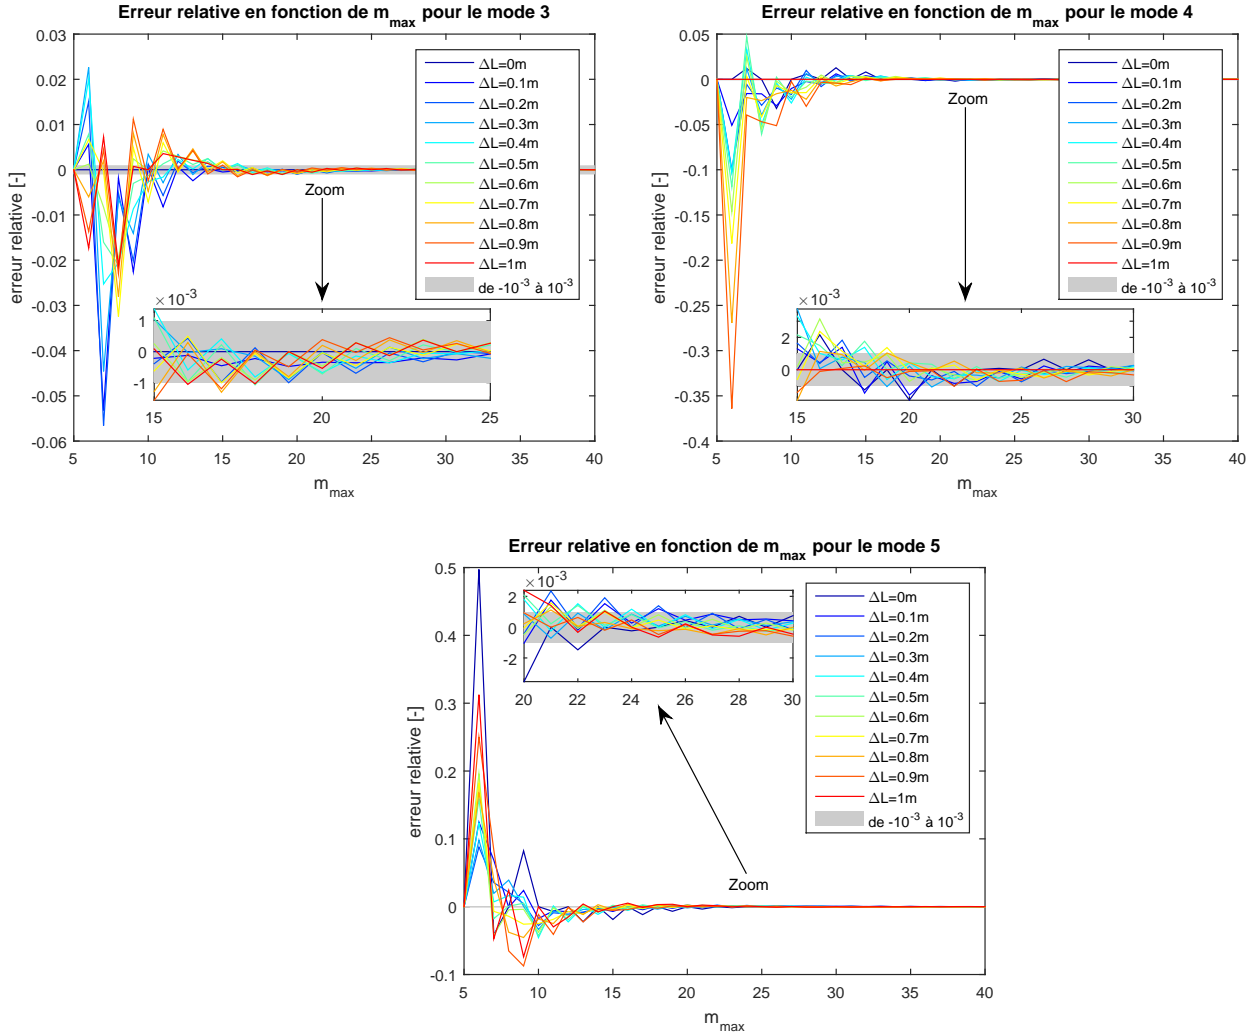 Erreur relative en fonction de m_max pour le mode 3
erreur relative [-]
0.03
0.02
0.01
0
-0.01
-0.02
-0.03
-0.04
-0.05
-0.06
5 10 15 20 25 30 35 40
m_max
ΔL=0m
ΔL=0.1m
ΔL=0.2m
ΔL=0.3m
ΔL=0.4m
ΔL=0.5m
ΔL=0.6m
ΔL=0.7m
ΔL=0.8m
ΔL=0.9m
ΔL=1m
de -10^-3 à 10^-3
Zoom
×10^-3
1
0
-1
15 20 25
Erreur relative en fonction de m_max pour le mode 4
erreur relative [-]
0.05
0
-0.05
-0.1
-0.15
-0.2
-0.25
-0.3
-0.35
-0.4
5 10 15 20 25 30 35 40
m_max
ΔL=0m
ΔL=0.1m
ΔL=0.2m
ΔL=0.3m
ΔL=0.4m
ΔL=0.5m
ΔL=0.6m
ΔL=0.7m
ΔL=0.8m
ΔL=0.9m
ΔL=1m
de -10^-3 à 10^-3
Zoom
×10^-3
2
0
15 20 25 30
Erreur relative en fonction de m_max pour le mode 5
erreur relative [-]
0.5
0.4
0.3
0.2
0.1
0
-0.1
5 10 15 20 25 30 35 40
m_max
×10^-3
2
0
-2
20 22 24 26 28 30
ΔL=0m
ΔL=0.1m
ΔL=0.2m
ΔL=0.3m
ΔL=0.4m
ΔL=0.5m
ΔL=0.6m
ΔL=0.7m
ΔL=0.8m
ΔL=0.9m
ΔL=1m
de -10^-3 à 10^-3
Zoom